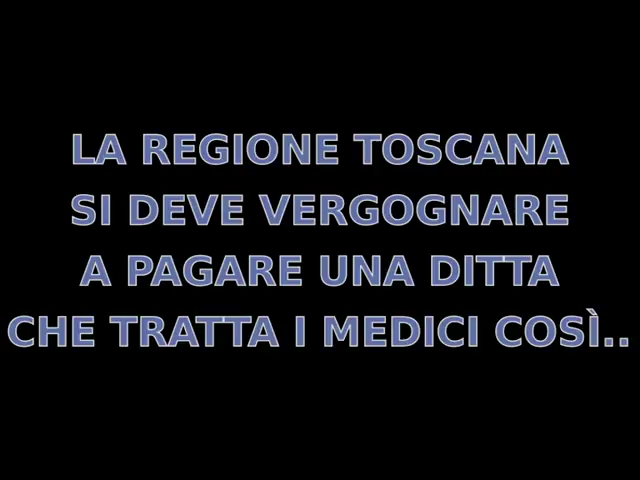 LA REGIONE TOSCANA
SI DEVE VERGOGNARE
A PAGARE UNA DITTA
CHE TRATTA I MEDICI COSÌ..